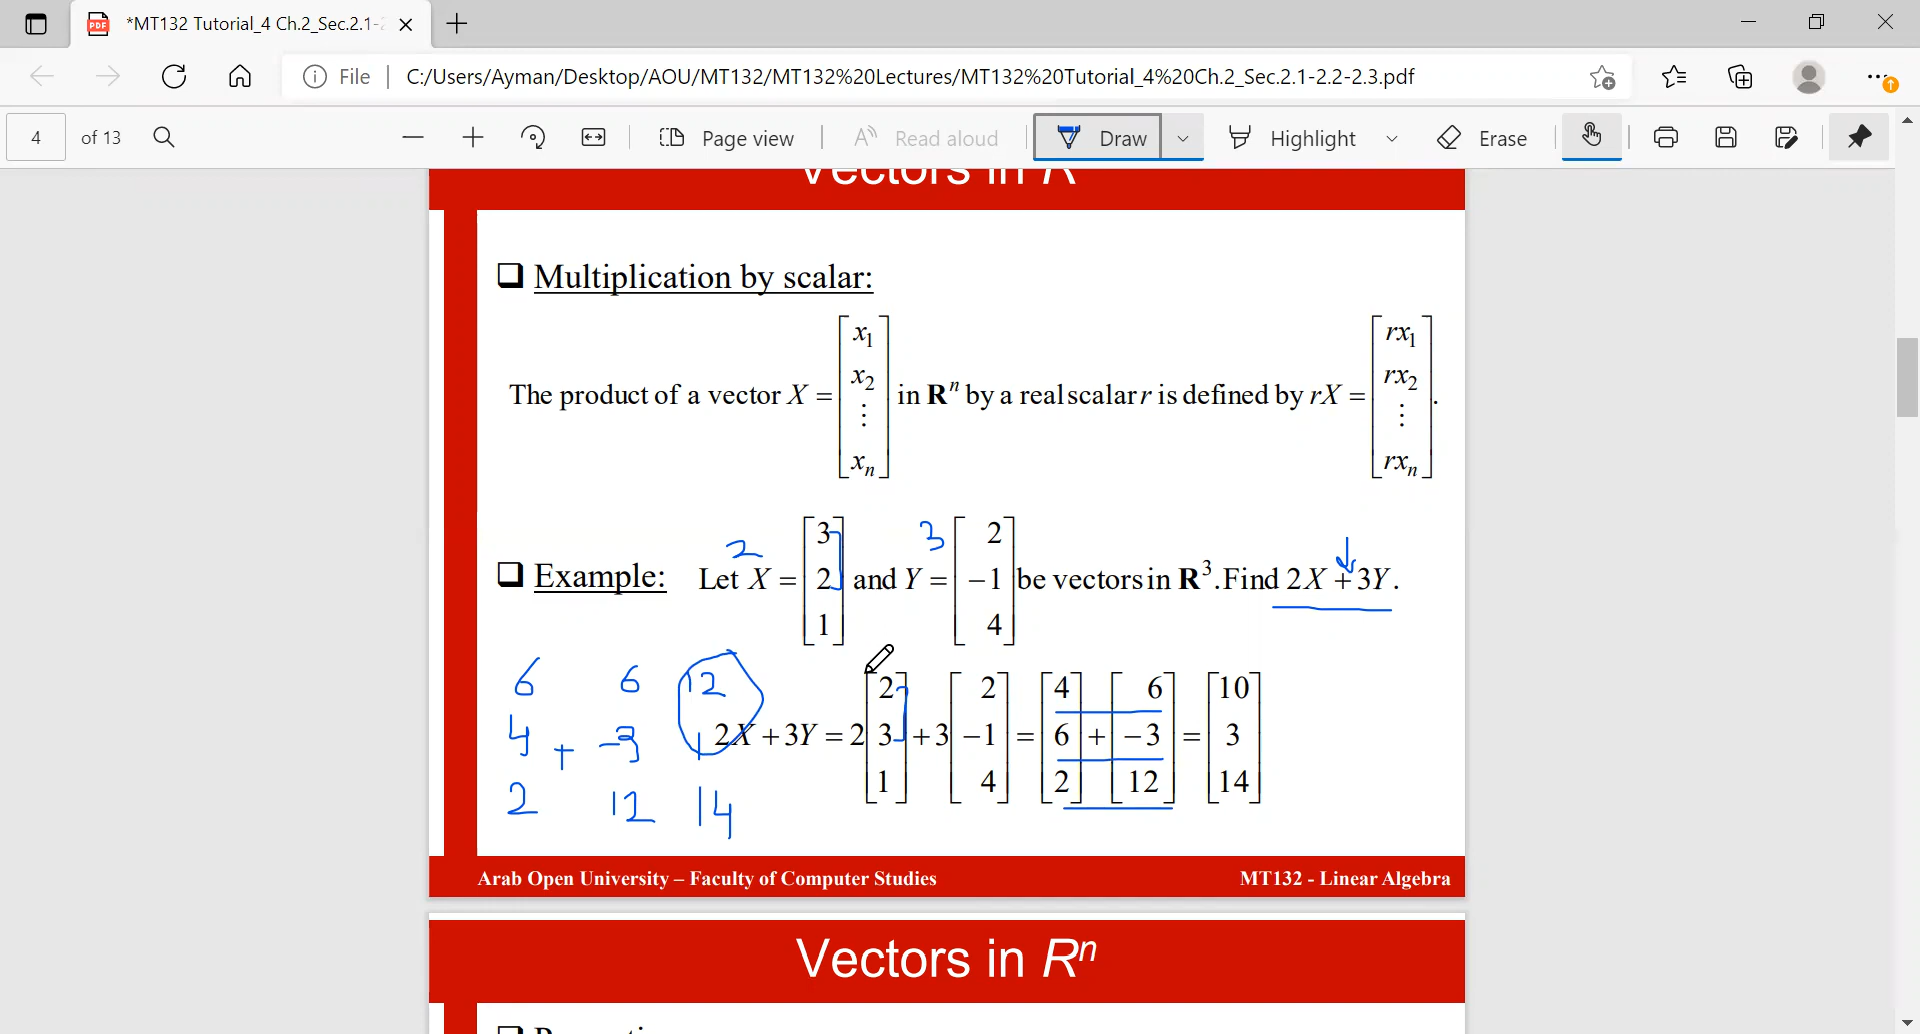 *MT132 Tutorial_4 Ch.2_Sec.2.1-
File C:/Users/Ayman/Desktop/AOU/MT132/MT132%20Lectures/MT132%20Tutorial_4%20Ch.2_Sec.2.1-2.2-2.3.pdf
4 of 13 Page view Read aloud Draw Highlight Erase
Vectors in R
Multiplication by scalar:
The product of a vector X = [x₁ x₂ ⋮ xₙ] in Rⁿ by a real scalar r is defined by rX = [rx₁ rx₂ ⋮ rxₙ].
2 3
Example: Let X = [3 2 1] and Y = [2 −1 4] be vectors in R³. Find 2X + 3Y.
6 6 12
4 + −3 1
2 12 14
2X + 3Y = 2[2 3 1] + 3[2 −1 4] = [4 6 2] + [6 −3 12] = [10 3 14]
Arab Open University – Faculty of Computer Studies MT132 - Linear Algebra
Vectors in Rⁿ